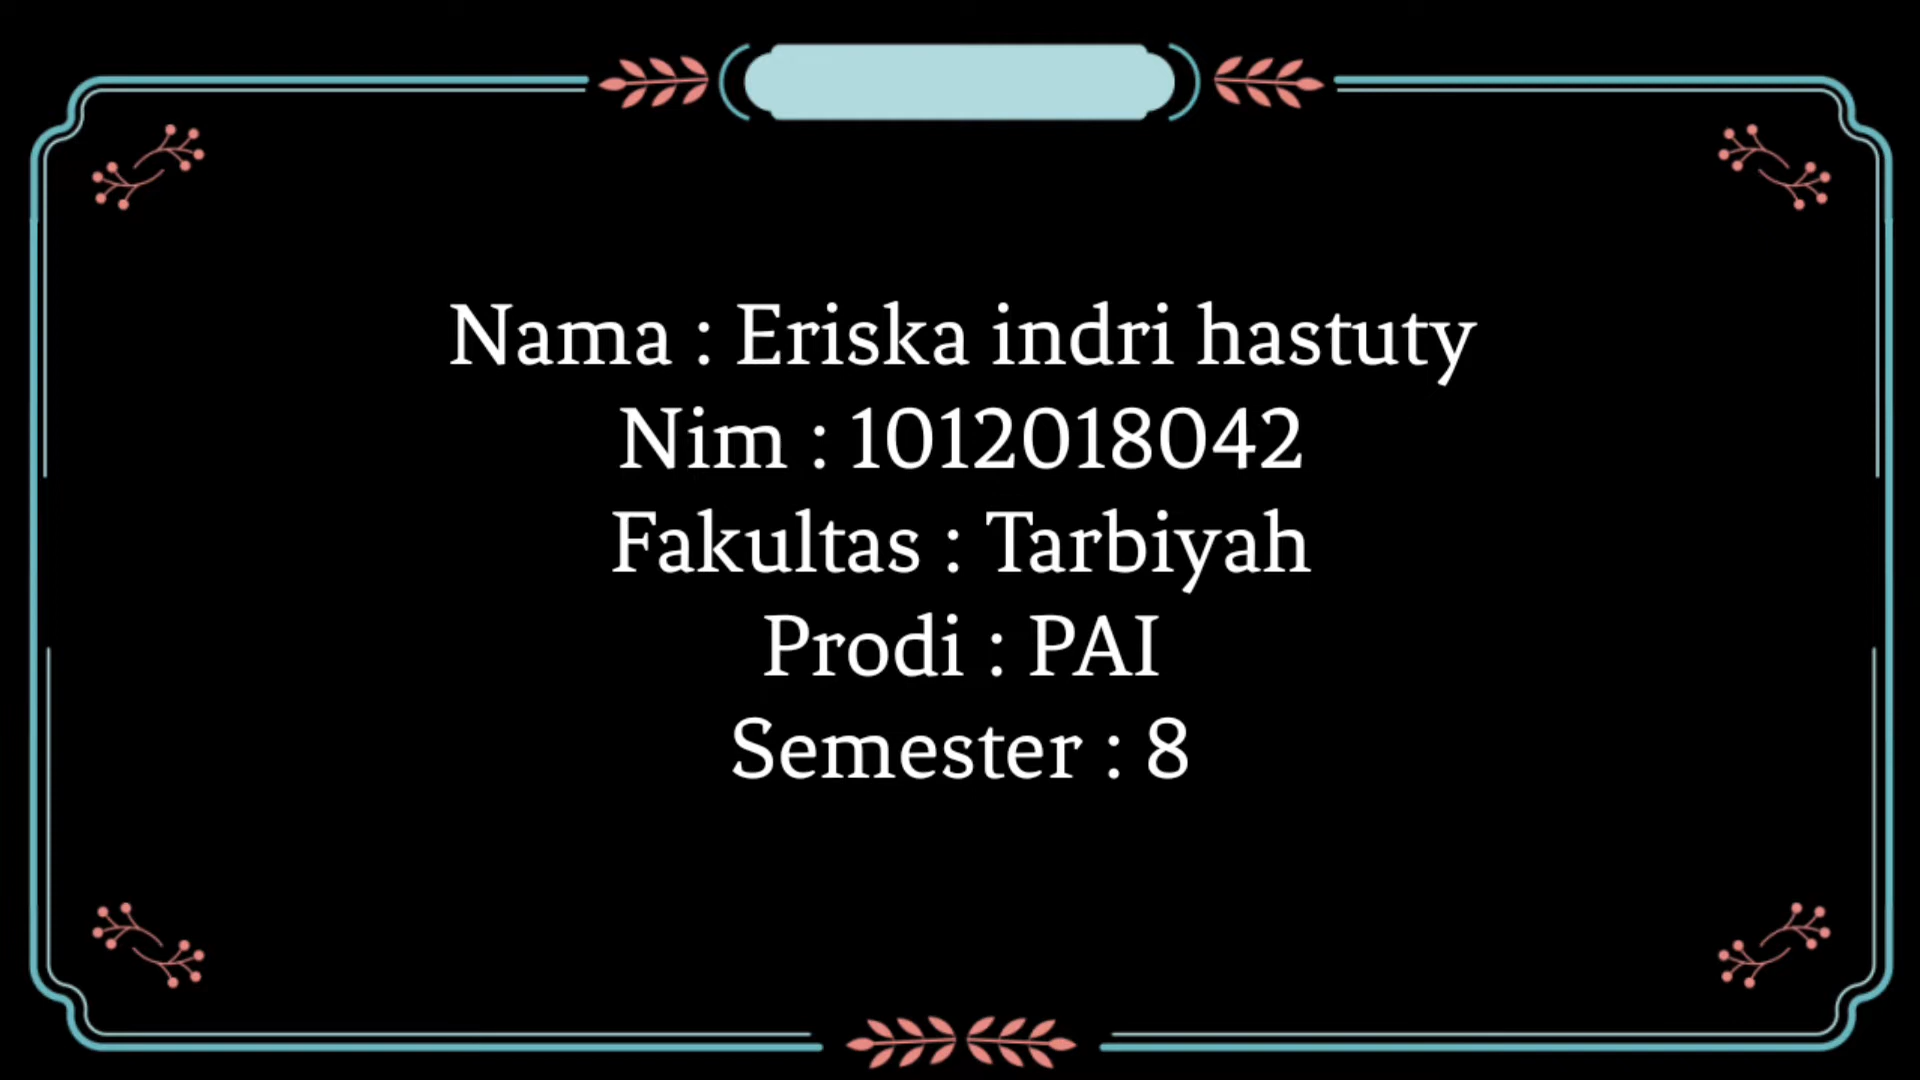 Nama : Eriska indri hastuty
Nim : 1012018042
Fakultas : Tarbiyah
Prodi : PAI
Semester : 8